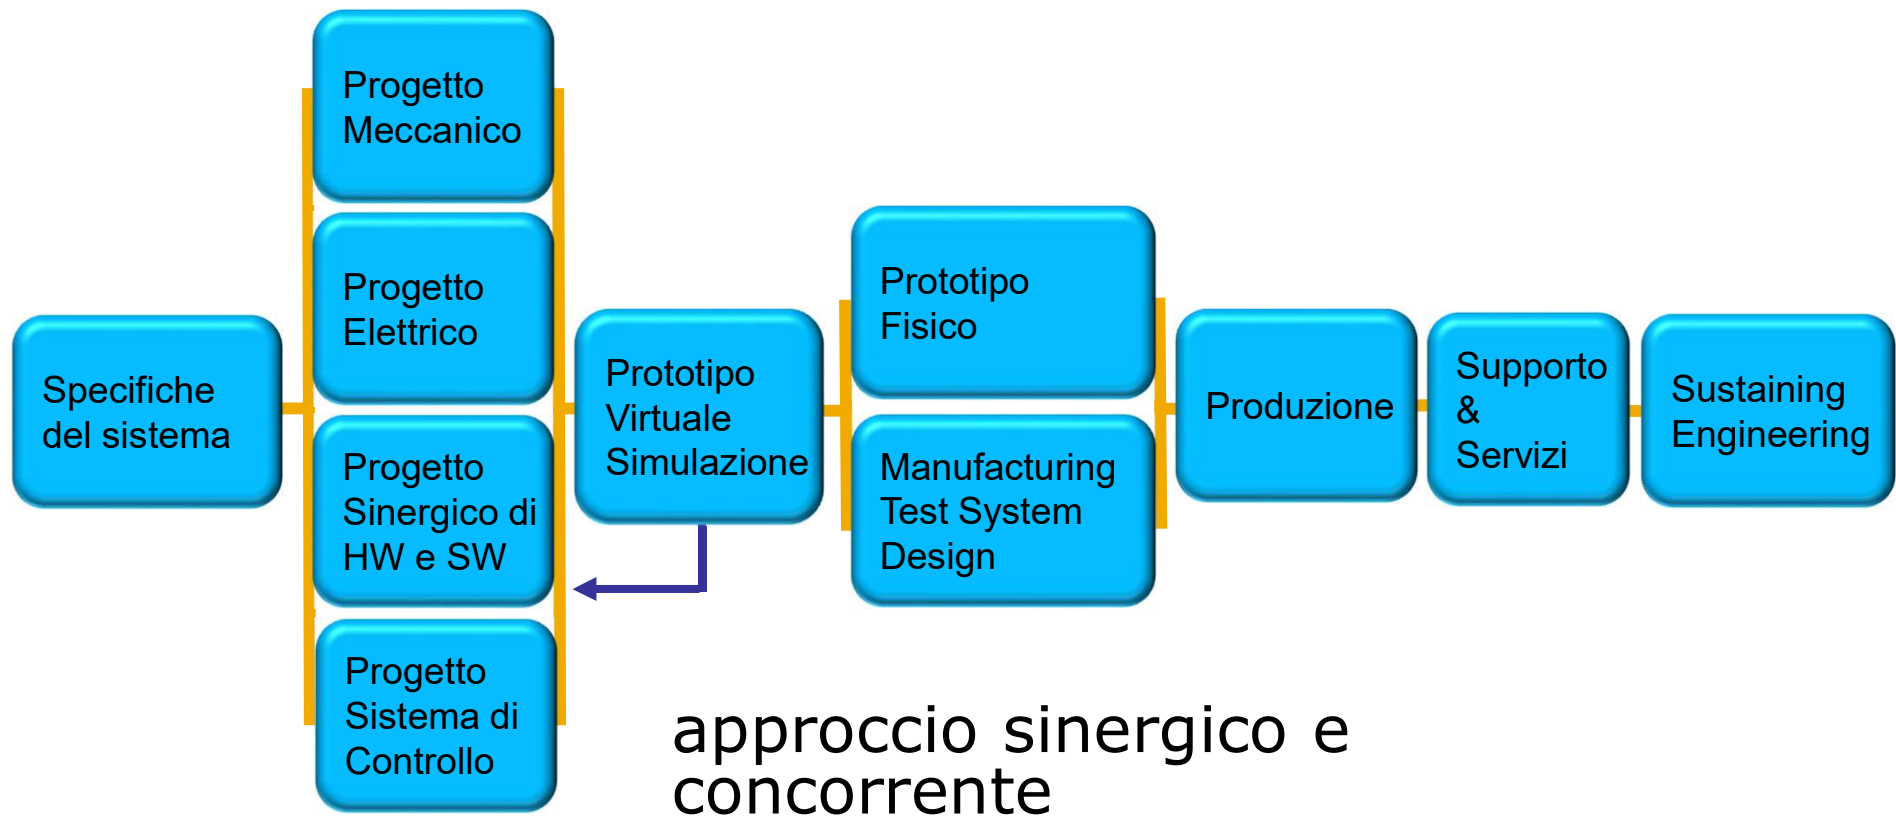 Specifiche
del sistema
Progetto
Meccanico
Progetto
Elettrico
Progetto
Sinergico di
HW e SW
Progetto
Sistema di
Controllo
Prototipo
Virtuale
Simulazione
Prototipo
Fisico
Manufacturing
Test System
Design
Produzione
Supporto
&
Servizi
Sustaining
Engineering
approccio sinergico e
concorrente